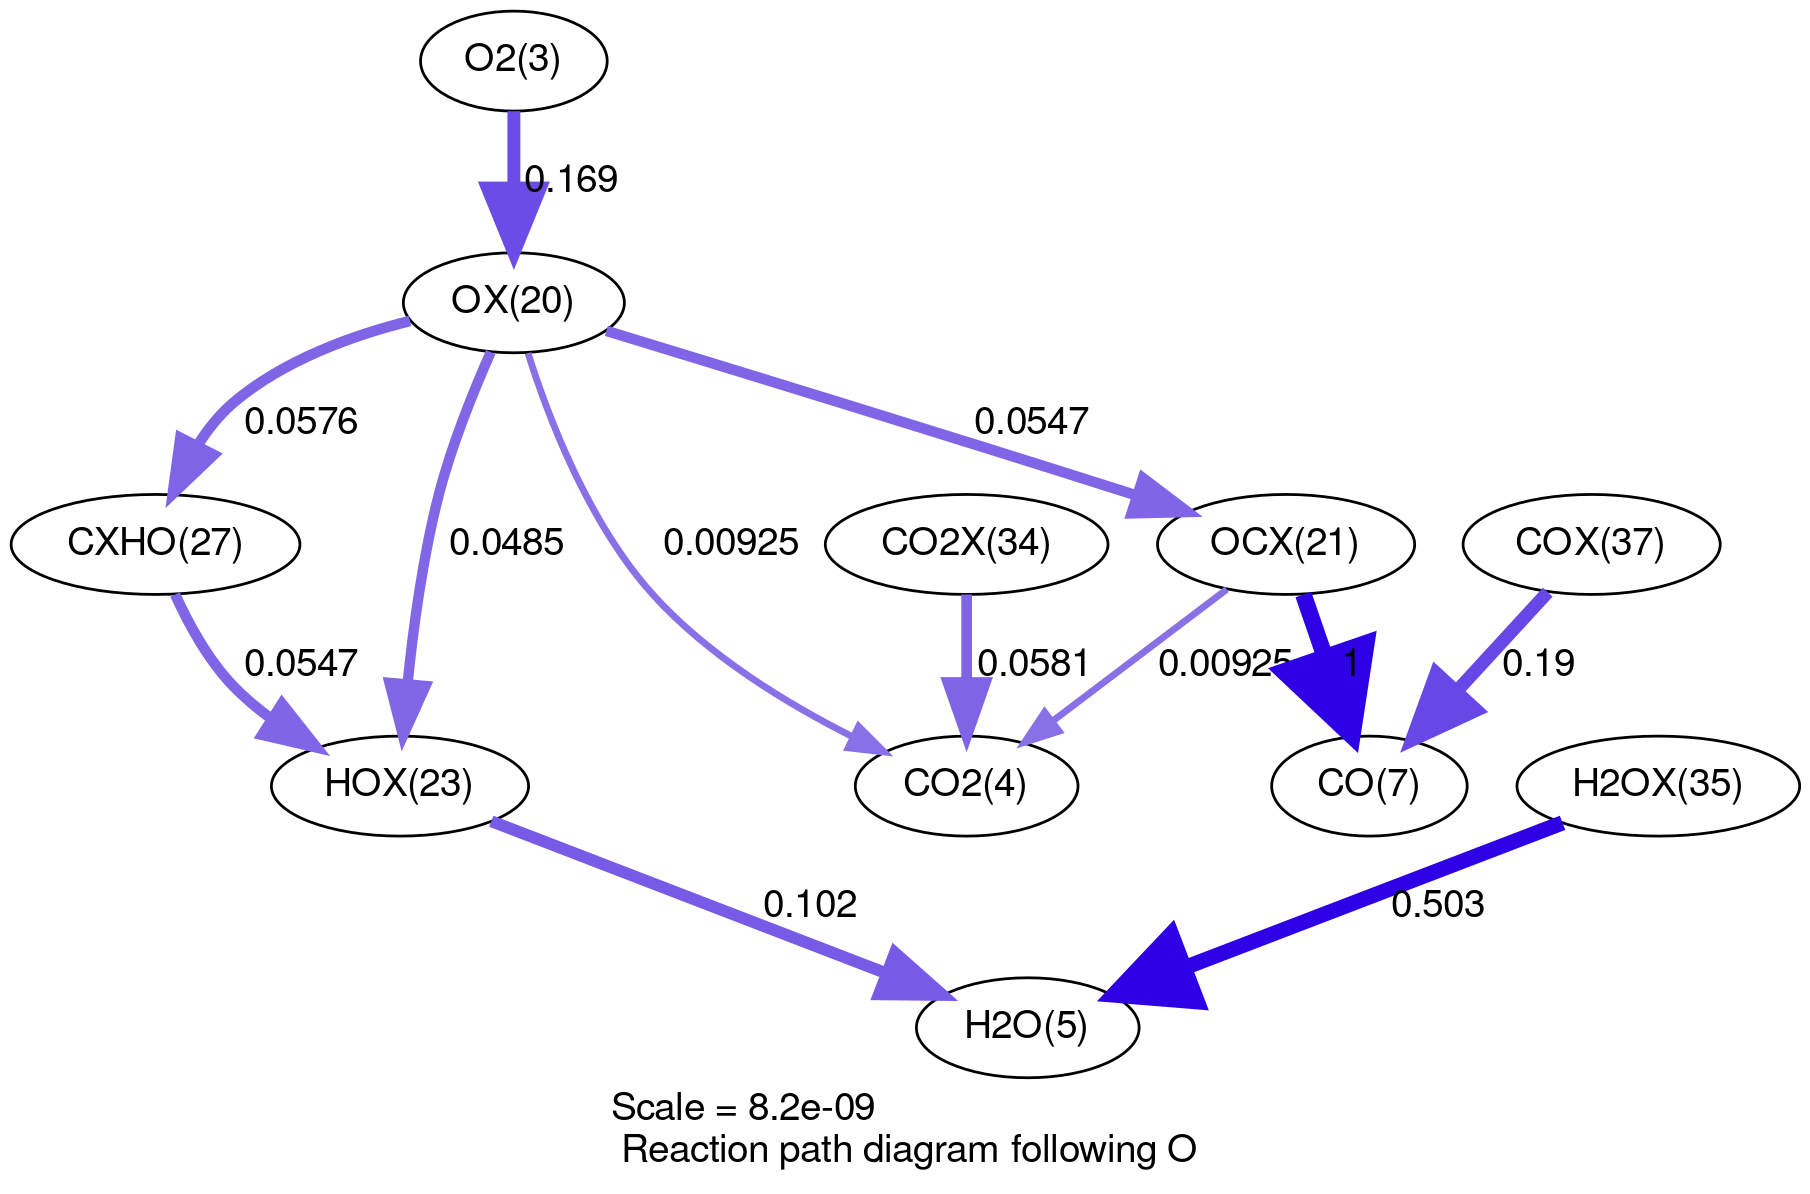 O2(3)
0.169
OX(20)
0.0576
0.0547
CXHO(27)
0.0485
0.00925
CO2X(34)
OCX(21)
COX(37)
0.0547
0.0581
0.00925
1
0.19
HOX(23)
CO2(4)
CO(7)
H2OX(35)
0.102
0.503
H2O(5)
Scale = 8.2e-09
Reaction path diagram following O